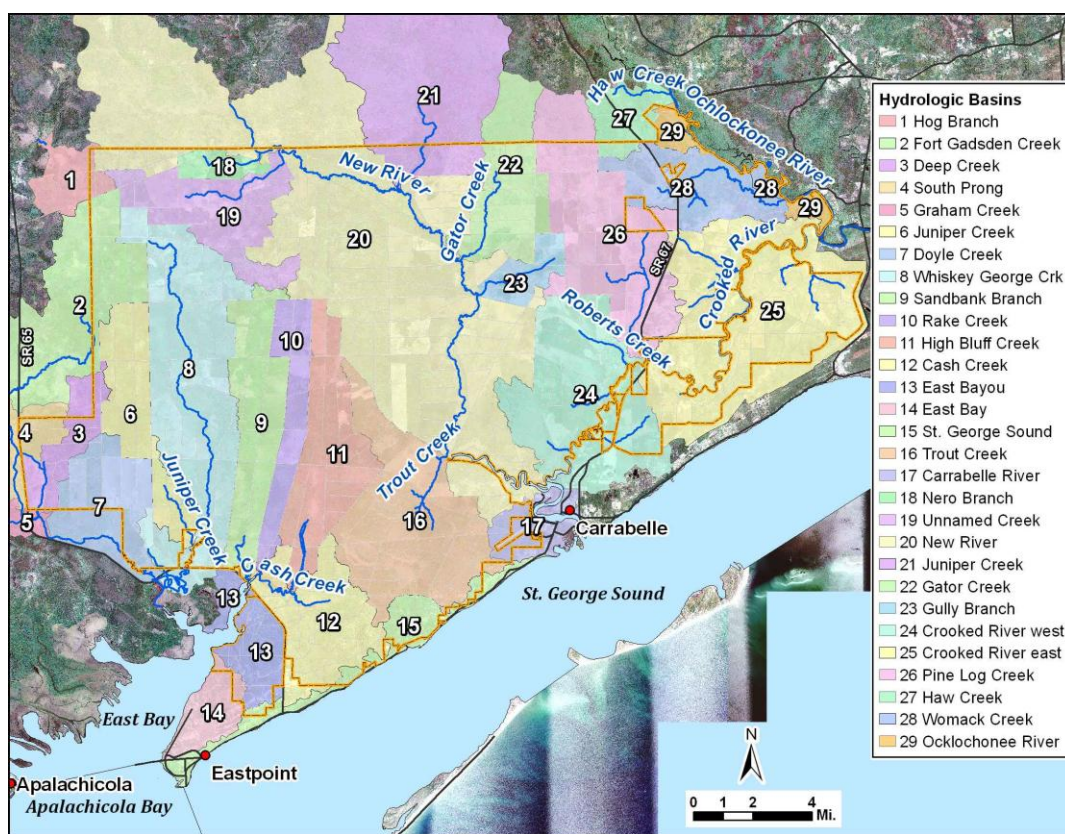 Haw Creek
Ochlockonee River
27
29
21
New River
Gator Creek
22
18
28
28
29
1
19
20
26
SR 67
Crooked River
23
25
2
SR 65
10
Roberts Creek
8
24
4
3
6
9
11
Juniper Creek
Trout Creek
7
16
5
17
Carrabelle
Cash Creek
13
St. George Sound
12
15
13
14
East Bay
Eastpoint
Apalachicola
Apalachicola Bay
N
0 1 2 4
Mi.
Hydrologic Basins
1 Hog Branch
2 Fort Gadsden Creek
3 Deep Creek
4 South Prong
5 Graham Creek
6 Juniper Creek
7 Doyle Creek
8 Whiskey George Crk
9 Sandbank Branch
10 Rake Creek
11 High Bluff Creek
12 Cash Creek
13 East Bayou
14 East Bay
15 St. George Sound
16 Trout Creek
17 Carrabelle River
18 Nero Branch
19 Unnamed Creek
20 New River
21 Juniper Creek
22 Gator Creek
23 Gully Branch
24 Crooked River west
25 Crooked River east
26 Pine Log Creek
27 Haw Creek
28 Womack Creek
29 Ocklochonee River